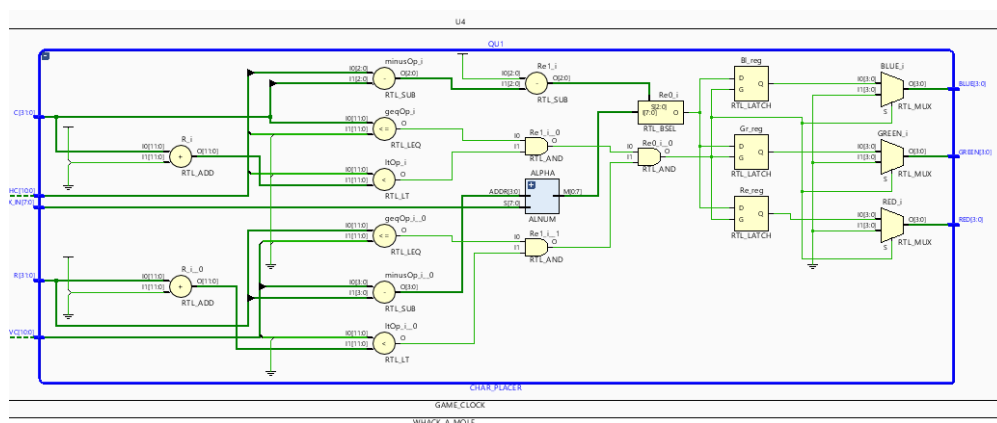 U4
QU1
minusOp_i
I0[2:0]
I1[2:0]
O[2:0]
RTL_SUB
Re1_i
I0[2:0]
I1[2:0]
O[2:0]
RTL_SUB
Bl_reg
D
G
Q
RTL_LATCH
BLUE_i
I0[3:0]
I1[3:0]
O[3:0]
S
RTL_MUX
BLUE[3:0]
C[31:0]
geqOp_i
I0[11:0]
I1[11:0]
O
<=
RTL_LEQ
Re0_i
S[2:0]
I[7:0]
O
RTL_BSEL
R_i
I0[11:0]
I1[11:0]
O[11:0]
+
RTL_ADD
Re1_i__0
I0
I1
O
RTL_AND
Re0_i__0
I0
I1
O
RTL_AND
Gr_reg
D
G
Q
RTL_LATCH
GREEN_i
I0[3:0]
I1[3:0]
O[3:0]
S
RTL_MUX
GREEN[3:0]
ltOp_i
I0[11:0]
I1[11:0]
O
<
RTL_LT
HC[10:0]
X_IN[7:0]
ALPHA
ADDR[3:0]
S[7:0]
M[0:7]
ALNUM
Re_reg
D
G
Q
RTL_LATCH
RED_i
I0[3:0]
I1[3:0]
O[3:0]
S
RTL_MUX
RED[3:0]
geqOp_i__0
I0[11:0]
I1[11:0]
O
<=
RTL_LEQ
Re1_i__1
I0
I1
O
RTL_AND
R[31:0]
R_i__0
I0[11:0]
I1[11:0]
O[11:0]
+
RTL_ADD
minusOp_i__0
I0[3:0]
I1[3:0]
O[3:0]
RTL_SUB
VC[10:0]
ltOp_i__0
I0[11:0]
I1[11:0]
O
<
RTL_LT
CHAR_PLACER
GAME_CLOCK
WHACK_A_MOLE